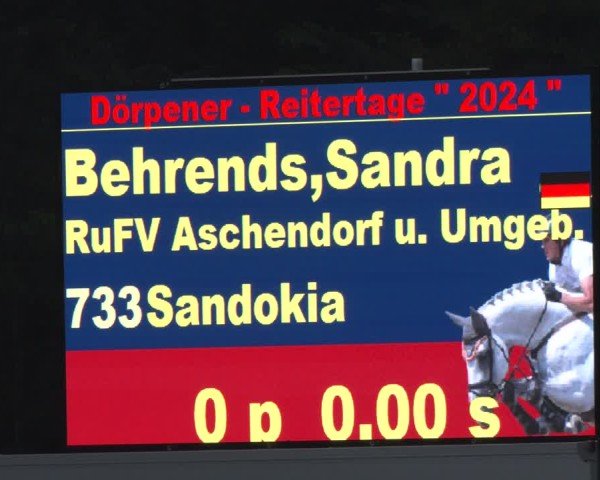 Dörpener - Reitertage " 2024 "
Behrends,Sandra
RuFV Aschendorf u. Umgeb.
733Sandokia
0 p 0.00 s